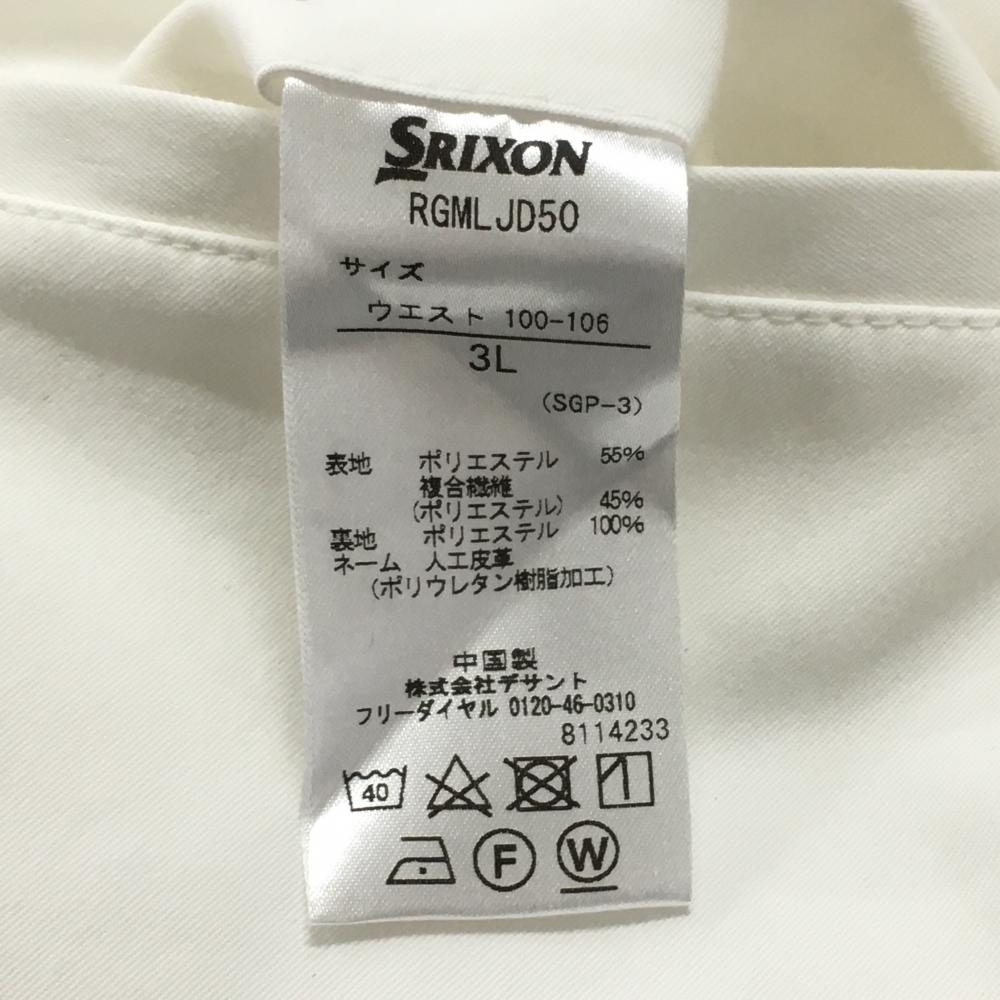 SRIXON
RGMLJD50
サイズ
ウエスト 100-106
3L
(SGP-3)
表地 ポリエステル 55%
複合繊維
(ポリエステル) 45%
裏地 ポリエステル 100%
ネーム 人工皮革
(ポリウレタン樹脂加工)
中国製
株式会社デサント
フリーダイヤル 0120-46-0310
8114233
40
F
W